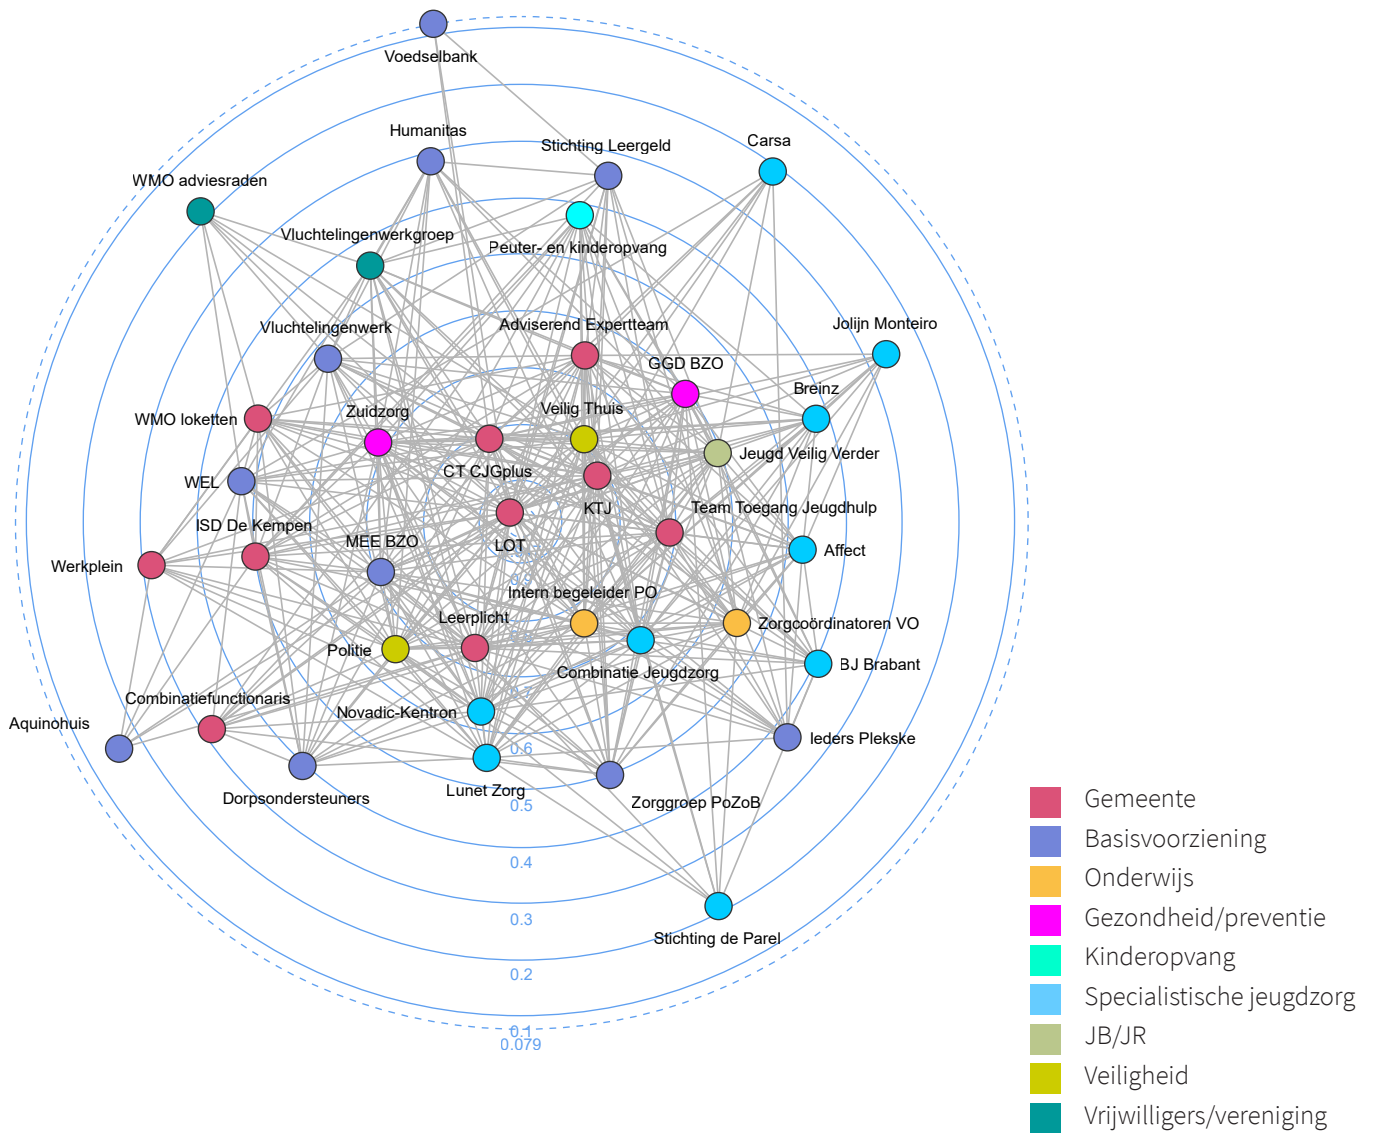 Voedselbank
Humanitas
Stichting Leergeld
Carsa
WMO adviesraden
Vluchtelingenwerkgroep
Peuter- en kinderopvang
Vluchtelingenwerk
Adviserend Expertteam
Jolijn Monteiro
GGD BZO
Breinz
WMO loketten
Zuidzorg
Veilig Thuis
Jeugd Veilig Verder
CT CJGplus
WEL
KTJ
Team Toegang Jeugdhulp
ISD De Kempen
MEE BZO
LOT
Affect
Werkplein
0.9
Intern begeleider PO
Leerplicht
Zorgcoördinatoren VO
Politie
BJ Brabant
Combinatie Jeugdzorg
0.7
Combinatiefunctionaris
Novadic-Kentron
Aquinohuis
Ieders Plekske
0.6
Lunet Zorg
Dorpsondersteuners
Zorggroep PoZoB
0.5
0.4
0.3
Stichting de Parel
0.2
0.1
0.079
Gemeente
Basisvoorziening
Onderwijs
Gezondheid/preventie
Kinderopvang
Specialistische jeugdzorg
JB/JR
Veiligheid
Vrijwilligers/vereniging